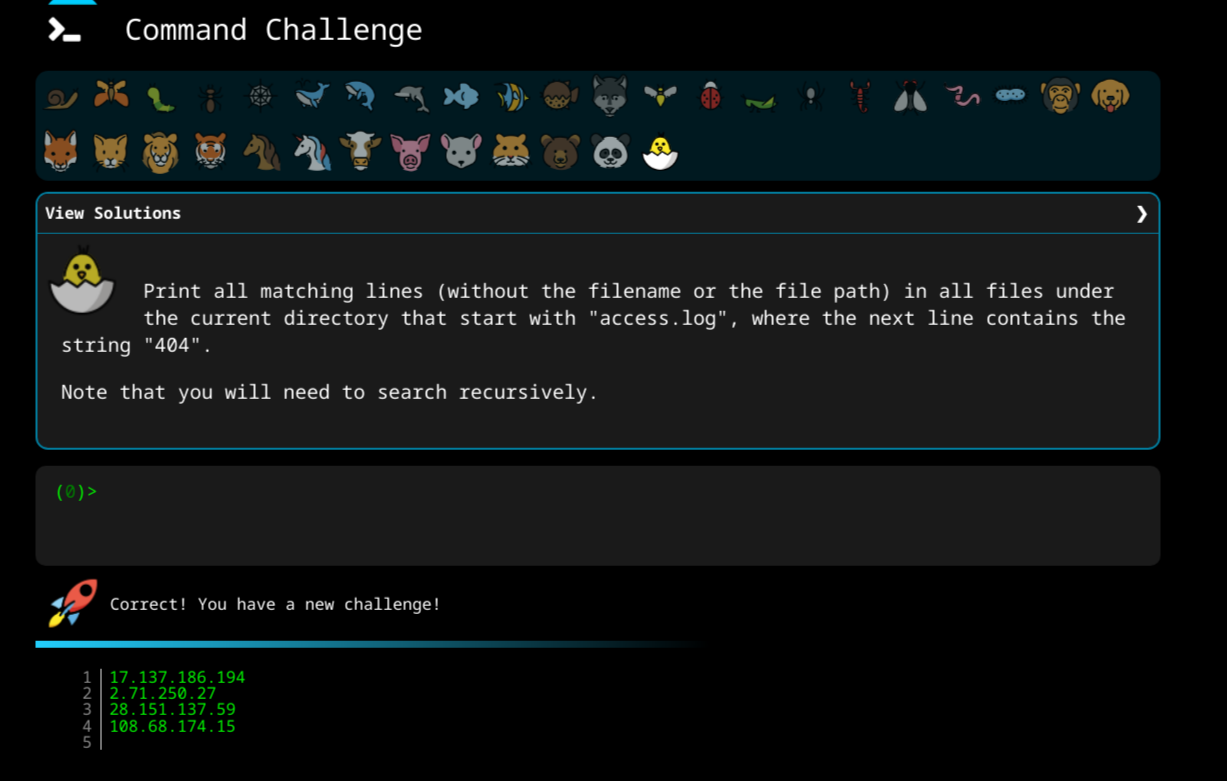 Command Challenge
View Solutions
Print all matching lines (without the filename or the file path) in all files under
the current directory that start with "access.log", where the next line contains the
string "404".
Note that you will need to search recursively.
(0)>
Correct! You have a new challenge!
1 17.137.186.194
2 2.71.250.27
3 28.151.137.59
4 108.68.174.15
5